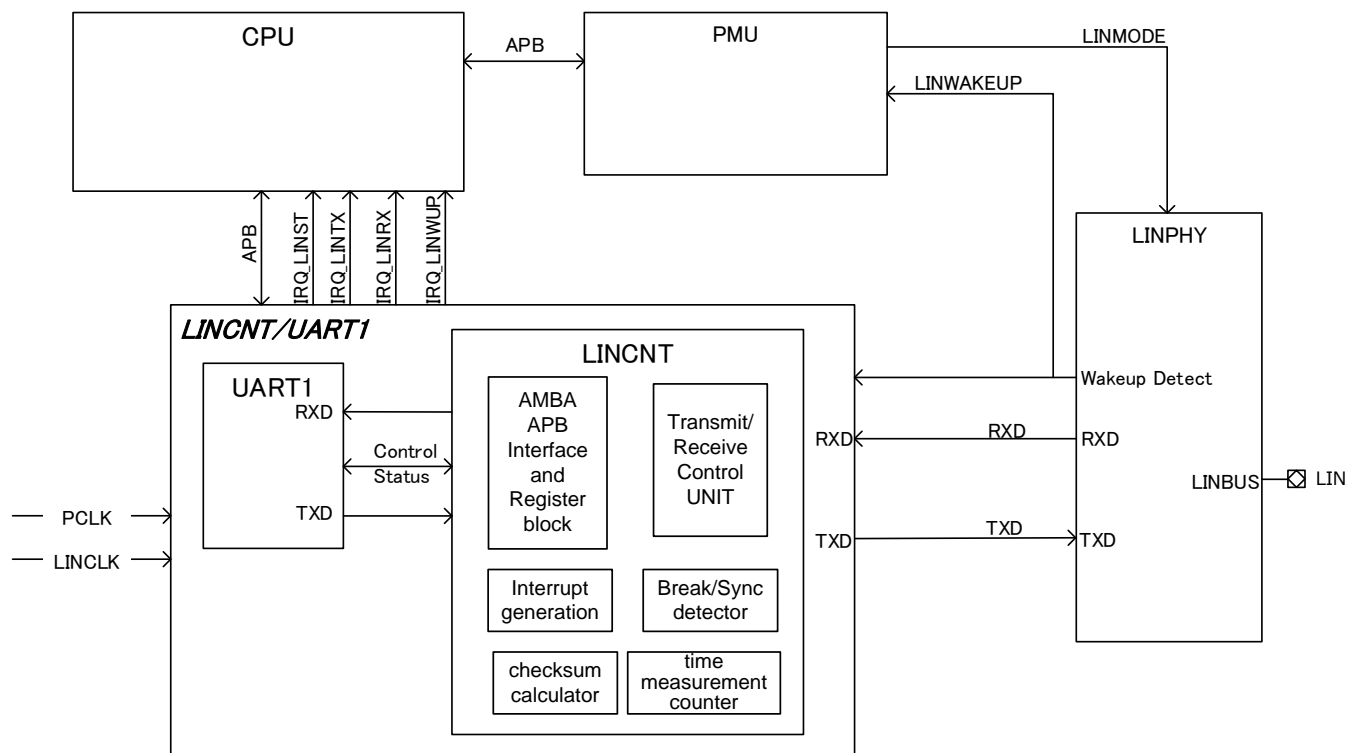 CPU
PMU
APB
LINMODE
LINWAKEUP
APB
IRQ_LINST
IRQ_LINTX
IRQ_LINRX
IRQ_LINWUP
LINPHY
LINCNT/UART1
LINCNT
UART1
RXD
Control
Status
TXD
AMBA
APB
Interface
and
Register
block
Transmit/
Receive
Control
UNIT
Interrupt
generation
Break/Sync
detector
checksum
calculator
time
measurement
counter
Wakeup Detect
RXD
RXD
RXD
LINBUS
LIN
TXD
TXD
TXD
PCLK
LINCLK